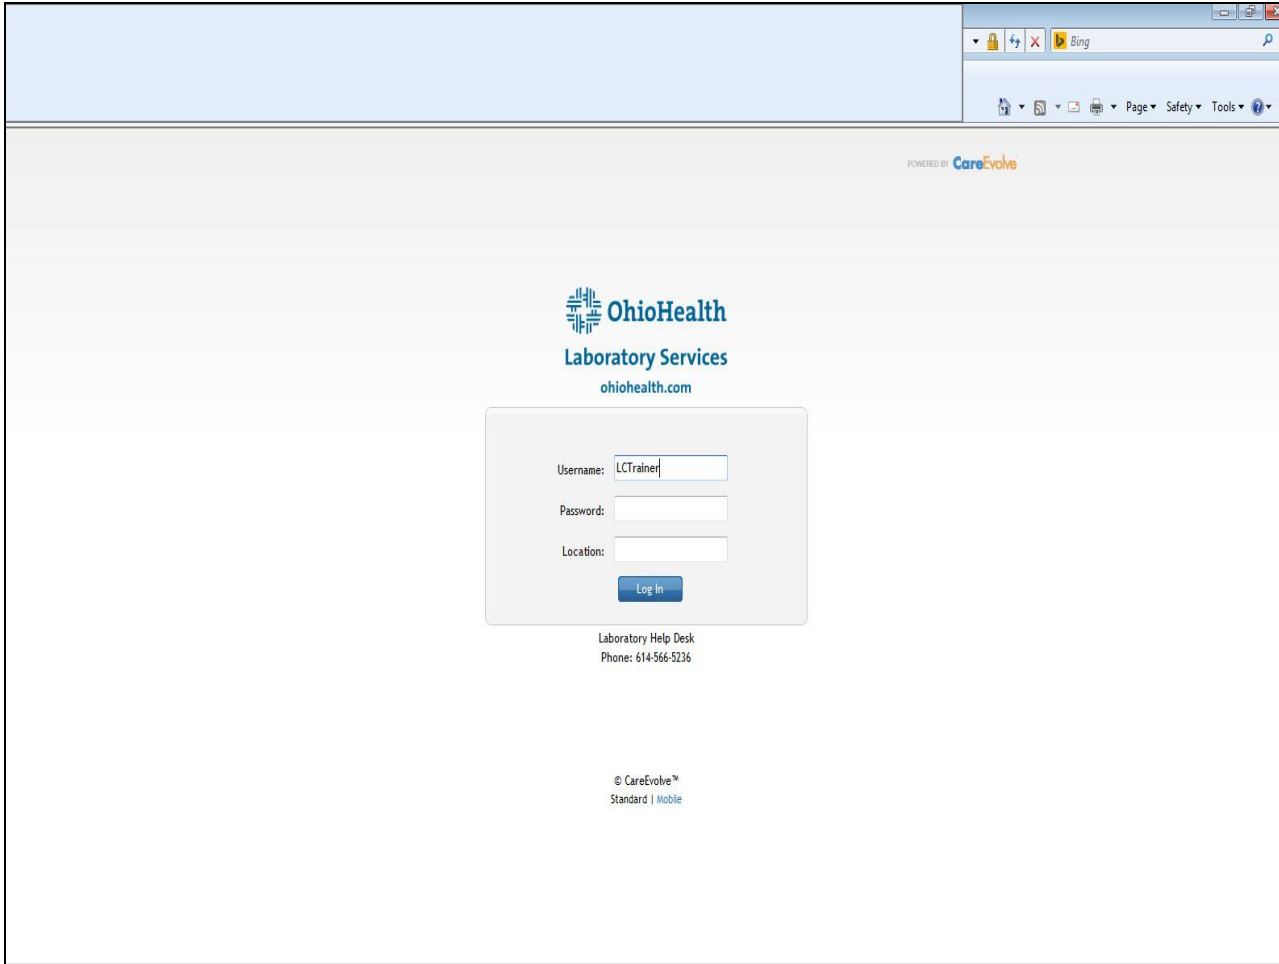 Bing
Page Safety Tools
POWERED BY CareEvolve
OhioHealth
Laboratory Services
ohiohealth.com
Username: LCTrainer
Password:
Location:
Log In
Laboratory Help Desk
Phone: 614-566-5236
© CareEvolve™
Standard | Mobile